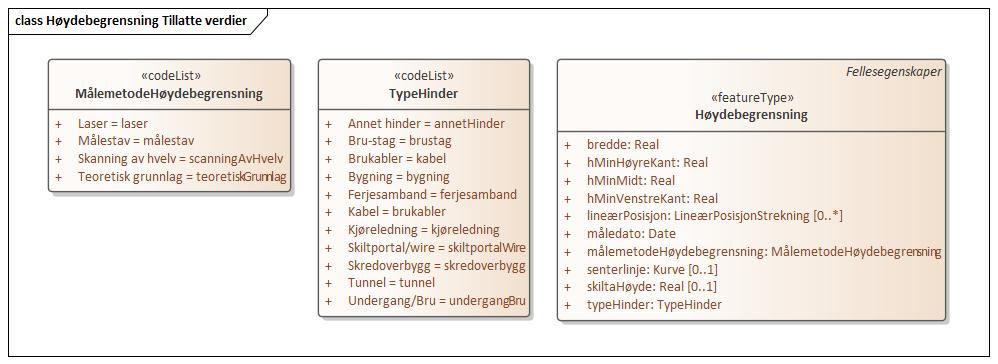 class Høydebegrensning Tillatte verdier
«codeList»
MålemetodeHøydebegrensning
+ Laser = laser
+ Målestav = målestav
+ Skanning av hvelv = scanningAvHvelv
+ Teoretisk grunnlag = teoretiskGrunnlag
«codeList»
TypeHinder
+ Annet hinder = annetHinder
+ Bru-stag = brustag
+ Brukabler = kabel
+ Bygning = bygning
+ Ferjesamband = ferjesamband
+ Kabel = brukabler
+ Kjøreledning = kjøreledning
+ Skiltportal/wire = skiltportalWire
+ Skredoverbygg = skredoverbygg
+ Tunnel = tunnel
+ Undergang/Bru = undergangBru
Fellesegenskaper
«featureType»
Høydebegrensning
+ bredde: Real
+ hMinHøyreKant: Real
+ hMinMidt: Real
+ hMinVenstreKant: Real
+ lineærPosisjon: LineærPosisjonStrekning [0..*]
+ måledato: Date
+ målemetodeHøydebegrensning: MålemetodeHøydebegrensning
+ senterlinje: Kurve [0..1]
+ skiltaHøyde: Real [0..1]
+ typeHinder: TypeHinder